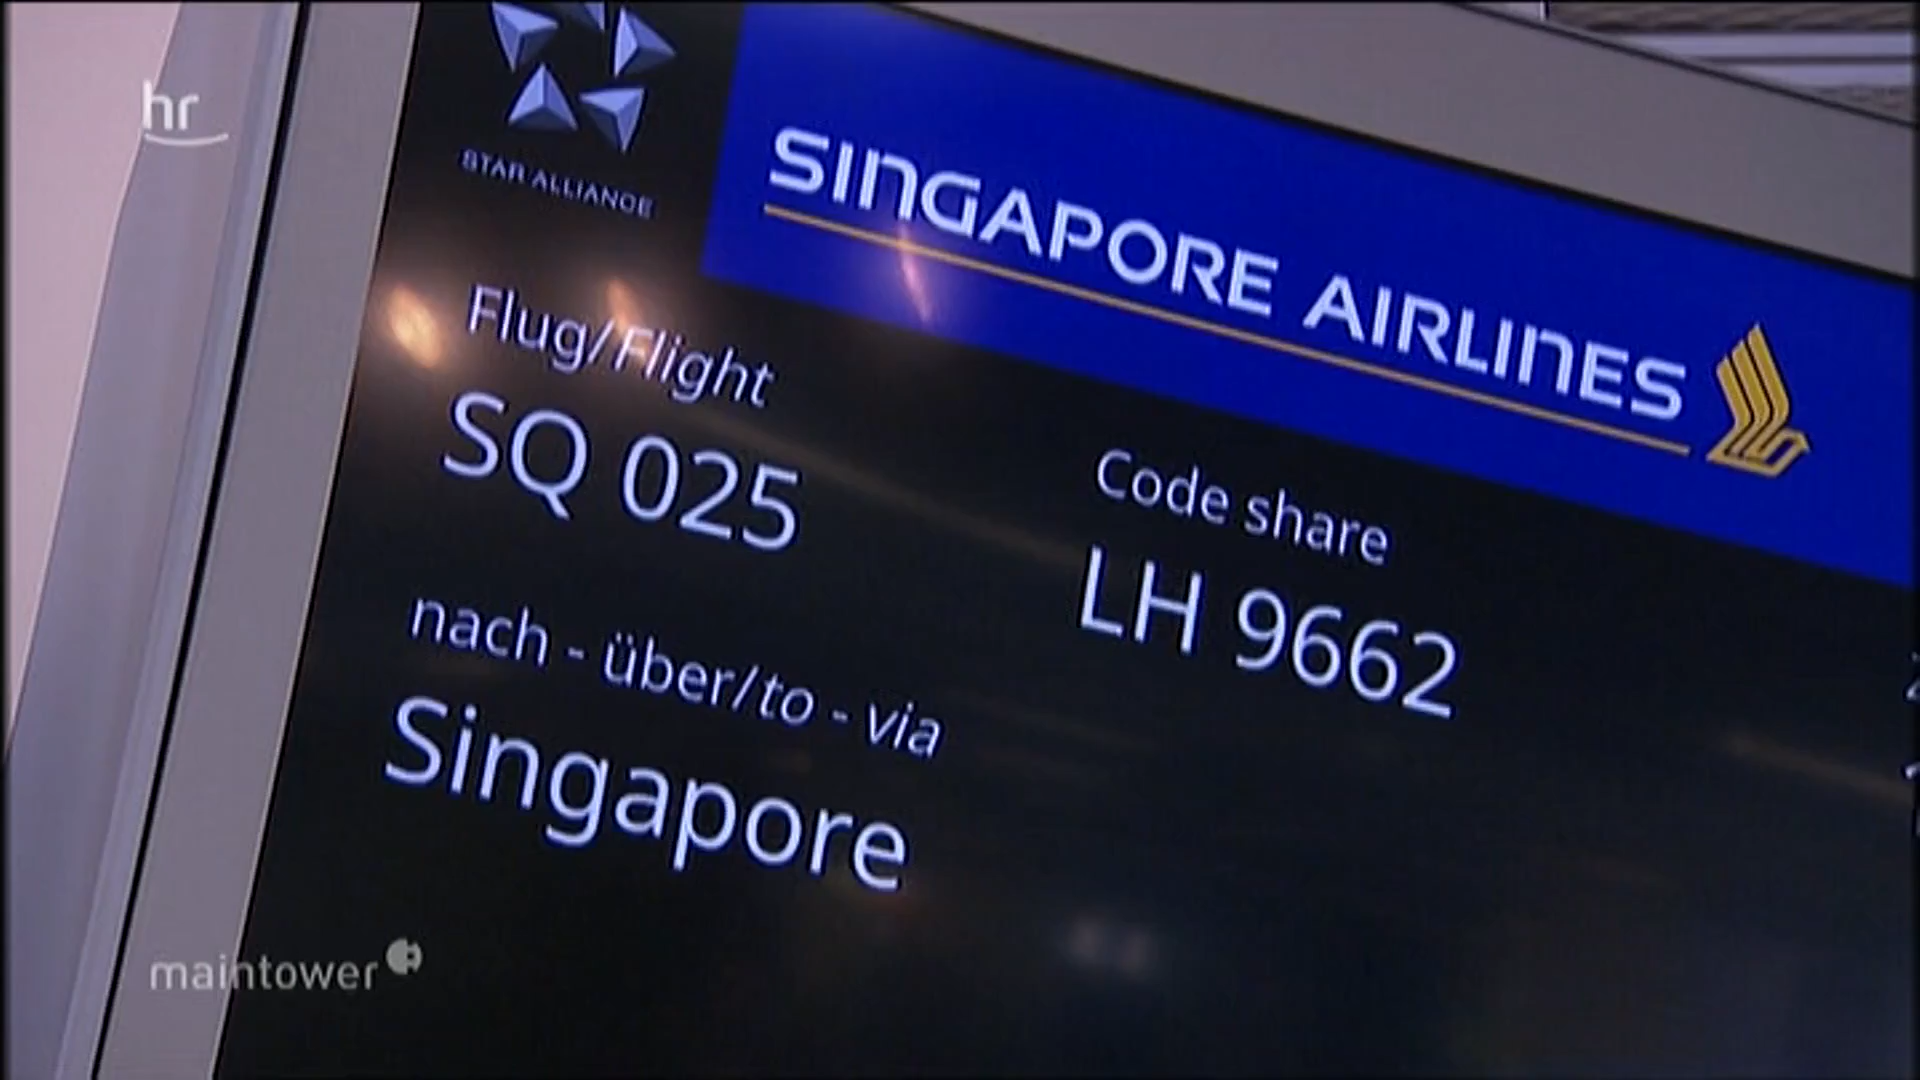 hr
STAR ALLIANCE
SINGAPORE AIRLINES
Flug/Flight
SQ 025
Code share
LH 9662
nach - über/to - via
Singapore
maintower